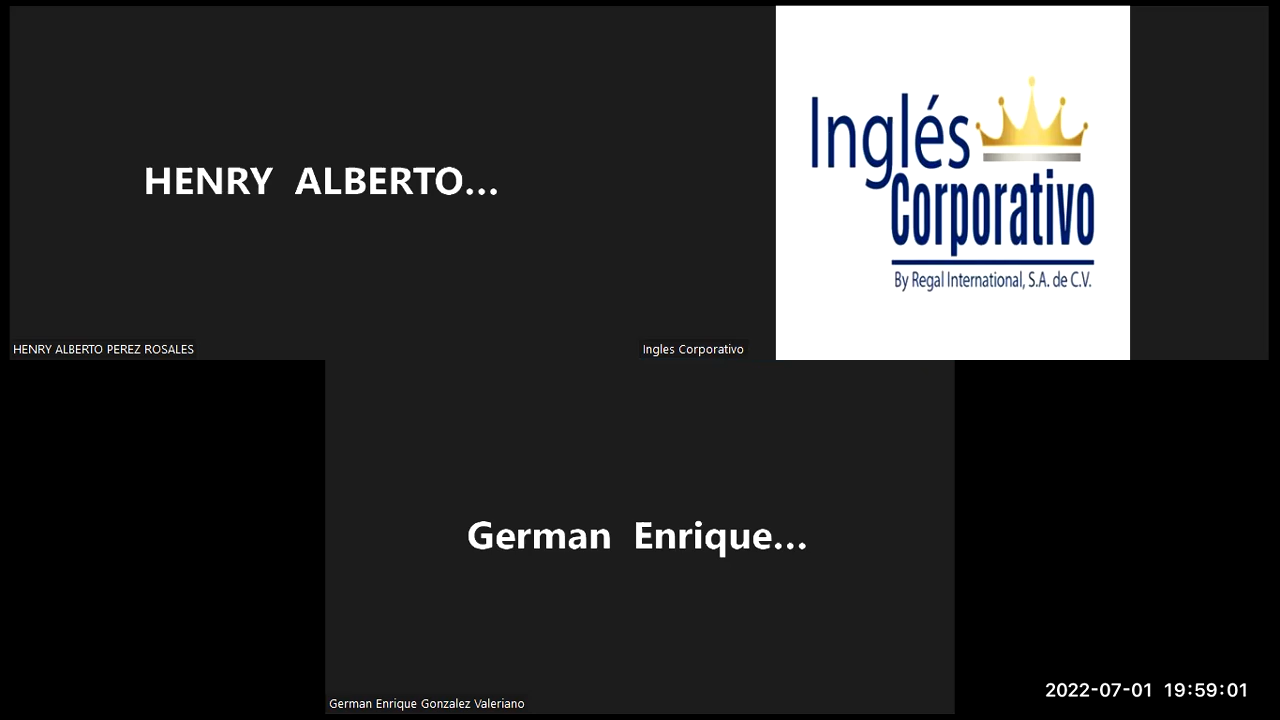 HENRY ALBERTO...
HENRY ALBERTO PEREZ ROSALES
Inglés
Corporativo
By Regal International, S.A. de C.V.
Ingles Corporativo
German Enrique...
German Enrique Gonzalez Valeriano
2022-07-01 19:59:01